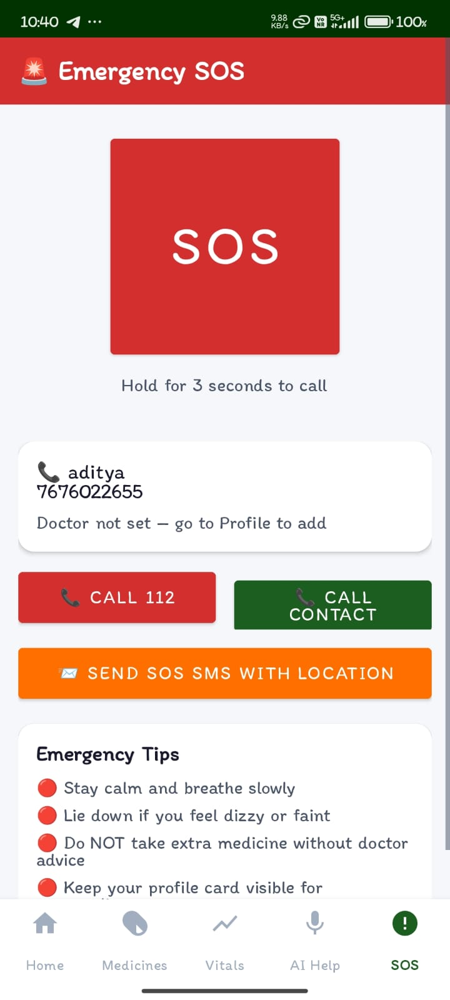 10:40 ... 9.88 KB/s Vo NR 5G+ 100%
🚨 Emergency SOS
SOS
Hold for 3 seconds to call
📞 aditya
7676022655
Doctor not set – go to Profile to add
📞 CALL 112
📞 CALL
CONTACT
📨 SEND SOS SMS WITH LOCATION
Emergency Tips
🔴 Stay calm and breathe slowly
🔴 Lie down if you feel dizzy or faint
🔴 Do NOT take extra medicine without doctor
advice
🔴 Keep your profile card visible for
Home Medicines Vitals AI Help SOS